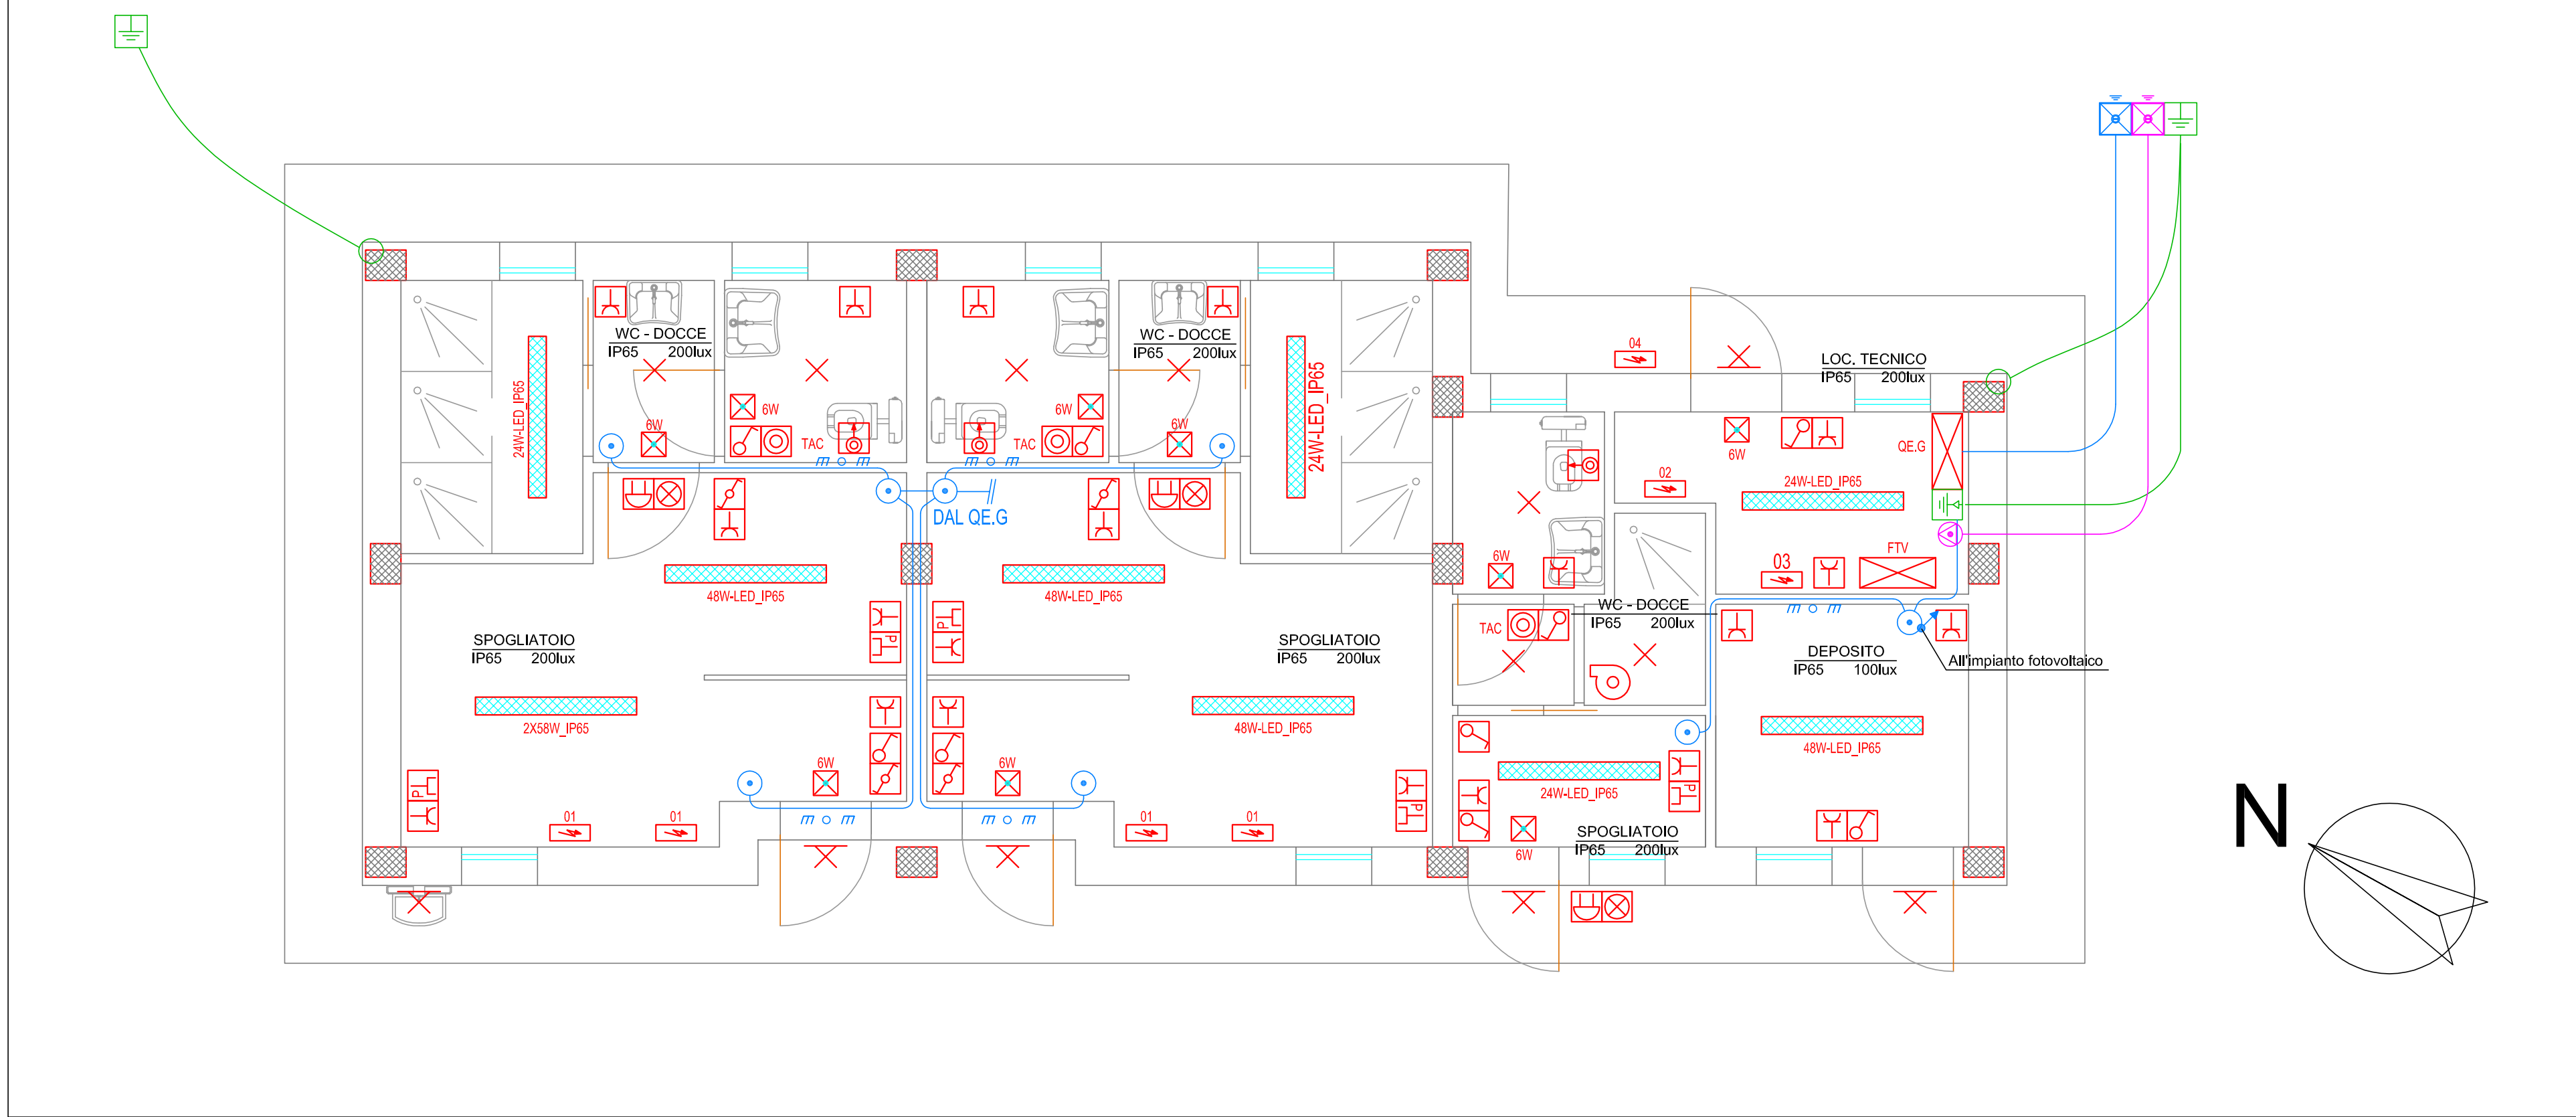 WC - DOCCE
IP65 200lux
WC - DOCCE
IP65 200lux
04
LOC. TECNICO
IP65 200lux
24W-LED_IP65
24W-LED_IP65
6W
6W
6W
6W
TAC
TAC
6W
QE.G
02
24W-LED_IP65
DAL QE.G
6W
03
FTV
48W-LED_IP65
48W-LED_IP65
WC - DOCCE
IP65 200lux
TAC
P
P
SPOGLIATOIO
IP65 200lux
SPOGLIATOIO
IP65 200lux
DEPOSITO
IP65 100lux
All'impianto fotovoltaico
2X58W_IP65
48W-LED_IP65
48W-LED_IP65
6W
6W
P
P
P
24W-LED_IP65
01
01
01
01
SPOGLIATOIO
IP65 200lux
6W
N